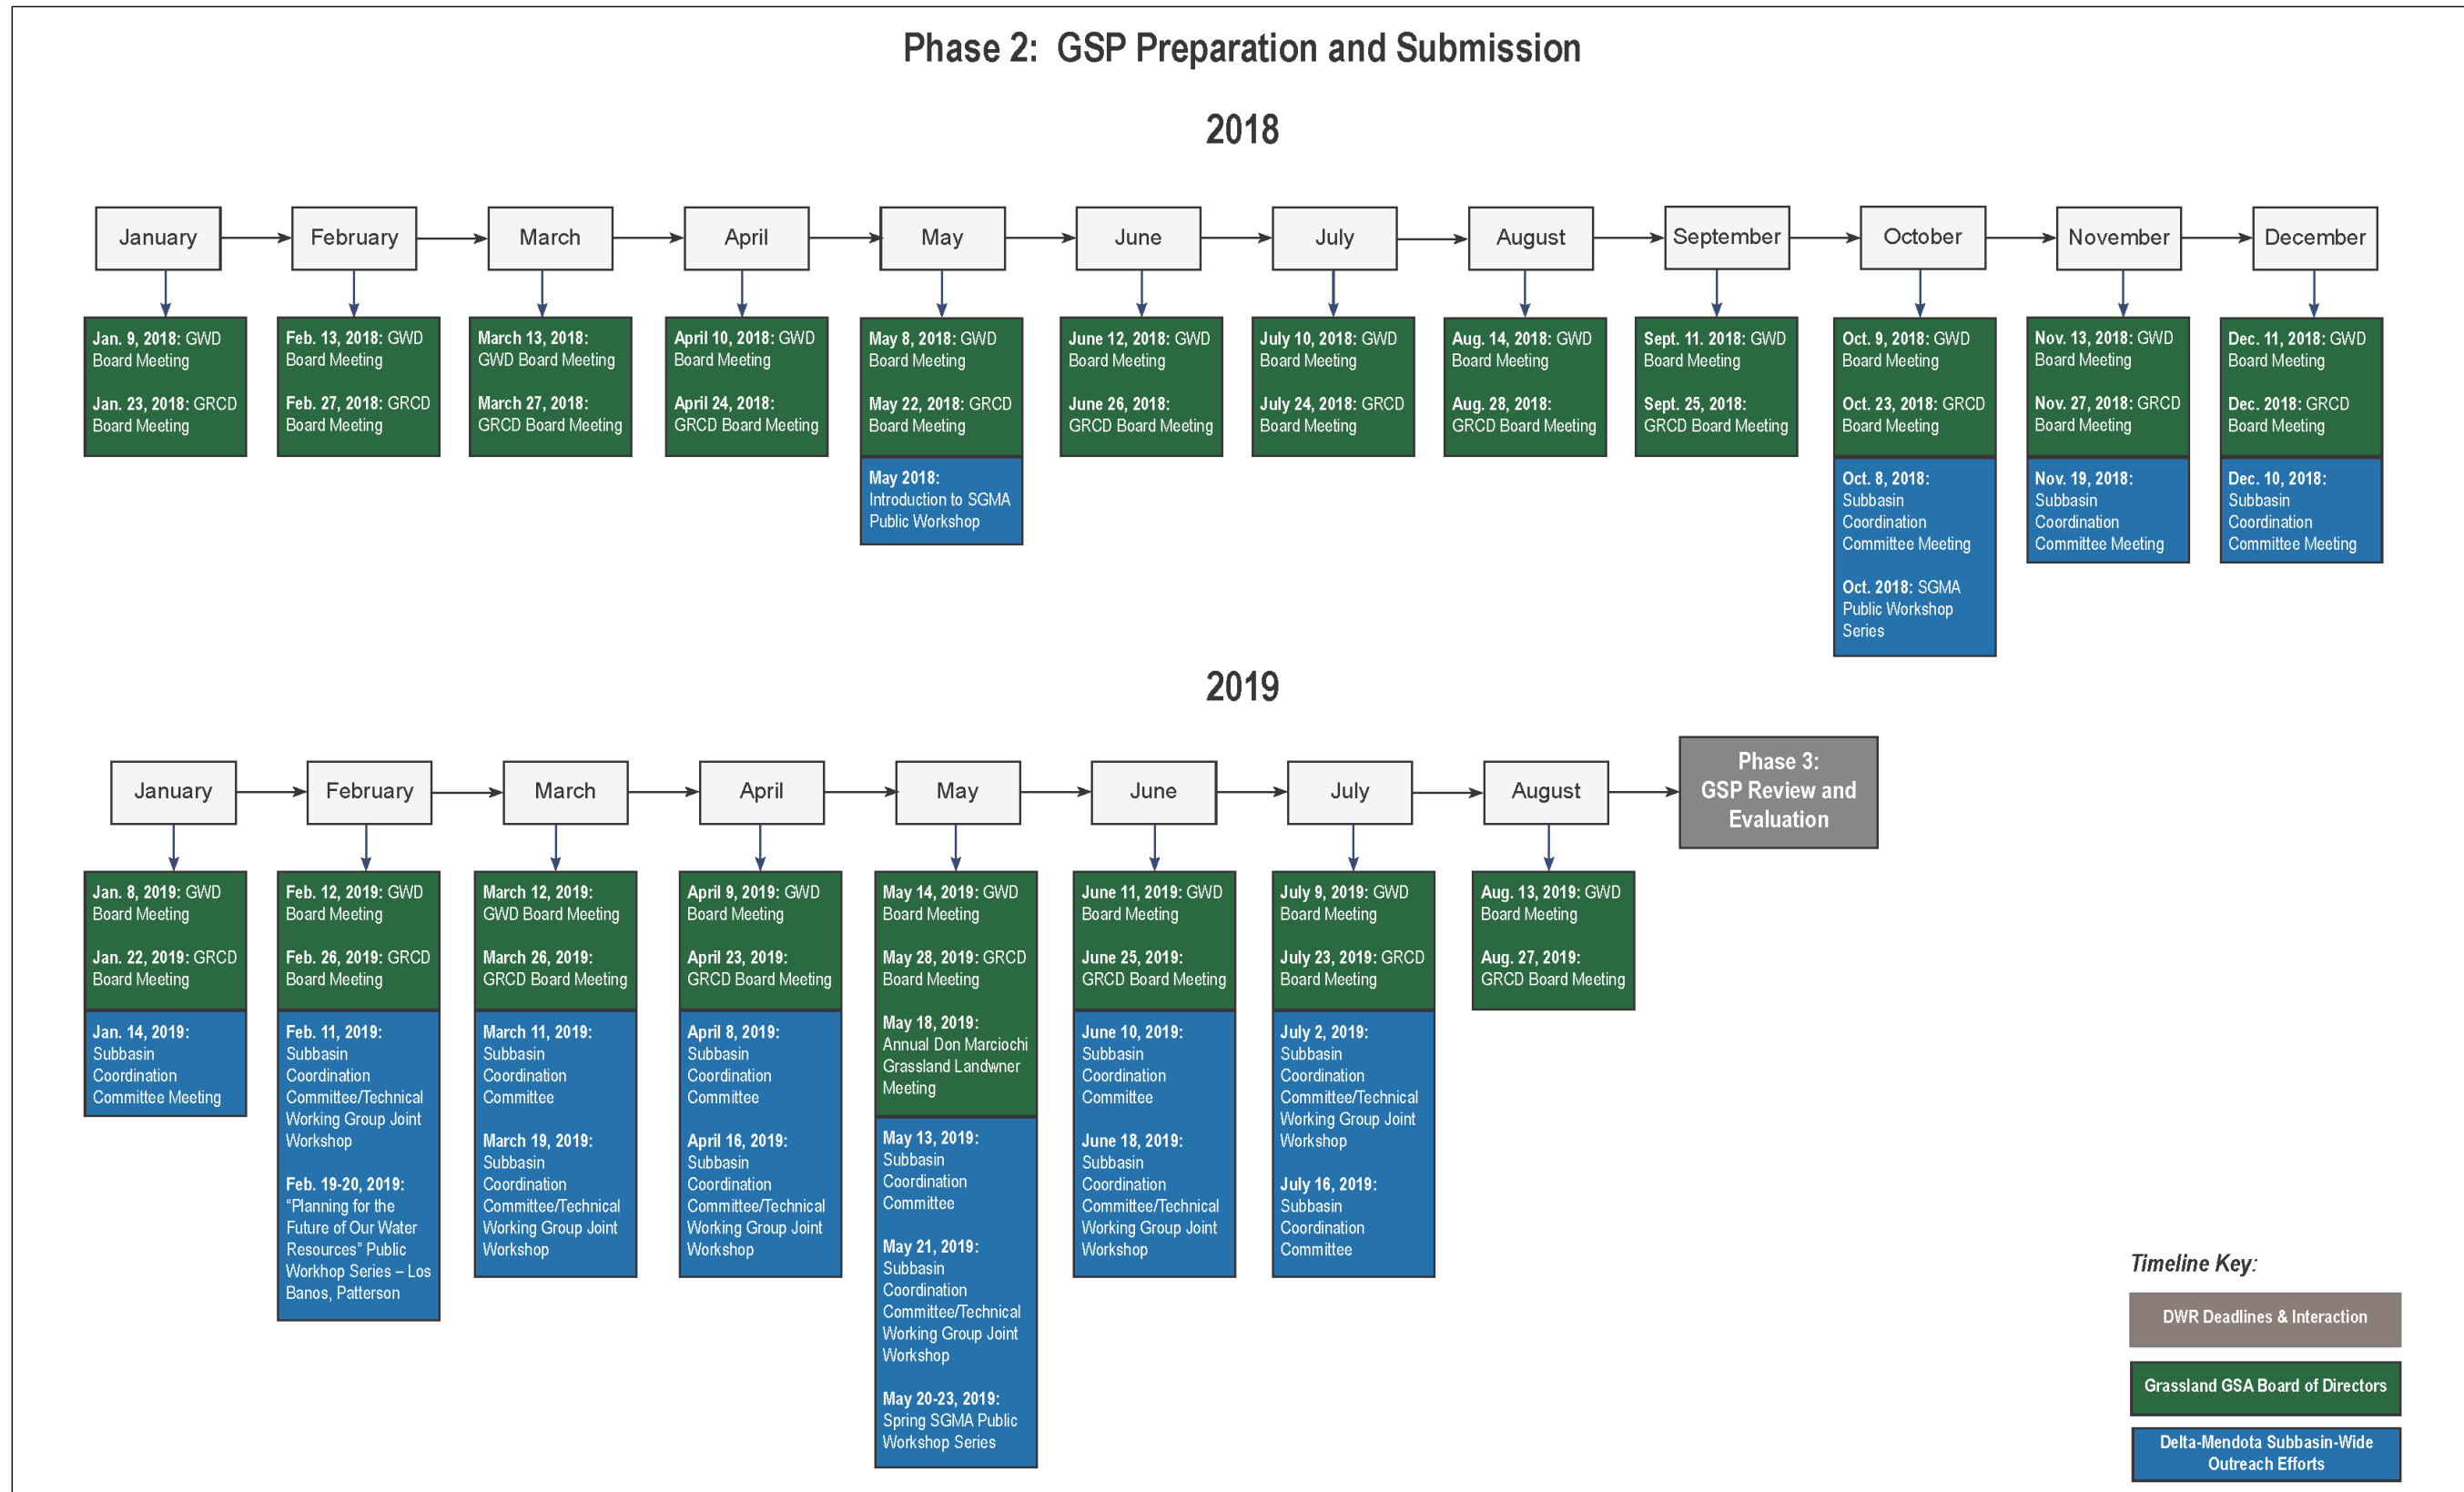 Phase 2:  GSP Preparation and Submission
2018
January
February
March
April
May
June
July
August
September
October
November
December
Jan. 9, 2018: GWD
Board Meeting
Jan. 23, 2018: GRCD
Board Meeting
Feb. 13, 2018: GWD
Board Meeting
Feb. 27, 2018: GRCD
Board Meeting
March 13, 2018:
GWD Board Meeting
March 27, 2018:
GRCD Board Meeting
April 10, 2018: GWD
Board Meeting
April 24, 2018:
GRCD Board Meeting
May 8, 2018: GWD
Board Meeting
May 22, 2018: GRCD
Board Meeting
May 2018:
Introduction to SGMA
Public Workshop
June 12, 2018: GWD
Board Meeting
June 26, 2018:
GRCD Board Meeting
July 10, 2018: GWD
Board Meeting
July 24, 2018: GRCD
Board Meeting
Aug. 14, 2018: GWD
Board Meeting
Aug. 28, 2018:
GRCD Board Meeting
Sept. 11. 2018: GWD
Board Meeting
Sept. 25, 2018:
GRCD Board Meeting
Oct. 9, 2018: GWD
Board Meeting
Oct. 23, 2018: GRCD
Board Meeting
Oct. 8, 2018:
Subbasin
Coordination
Committee Meeting
Oct. 2018: SGMA
Public Workshop
Series
Nov. 13, 2018: GWD
Board Meeting
Nov. 27, 2018: GRCD
Board Meeting
Nov. 19, 2018:
Subbasin
Coordination
Committee Meeting
Dec. 11, 2018: GWD
Board Meeting
Dec. 2018: GRCD
Board Meeting
Dec. 10, 2018:
Subbasin
Coordination
Committee Meeting
2019
January
February
March
April
May
June
July
August
Phase 3:
GSP Review and
Evaluation
Jan. 8, 2019: GWD
Board Meeting
Jan. 22, 2019: GRCD
Board Meeting
Jan. 14, 2019:
Subbasin
Coordination
Committee Meeting
Feb. 12, 2019: GWD
Board Meeting
Feb. 26, 2019: GRCD
Board Meeting
Feb. 11, 2019:
Subbasin
Coordination
Committee/Technical
Working Group Joint
Workshop
Feb. 19-20, 2019:
“Planning for the
Future of Our Water
Resources” Public
Workhop Series – Los
Banos, Patterson
March 12, 2019:
GWD Board Meeting
March 26, 2019:
GRCD Board Meeting
March 11, 2019:
Subbasin
Coordination
Committee
March 19, 2019:
Subbasin
Coordination
Committee/Technical
Working Group Joint
Workshop
April 9, 2019: GWD
Board Meeting
April 23, 2019:
GRCD Board Meeting
April 8, 2019:
Subbasin
Coordination
Committee
April 16, 2019:
Subbasin
Coordination
Committee/Technical
Working Group Joint
Workshop
May 14, 2019: GWD
Board Meeting
May 28, 2019: GRCD
Board Meeting
May 18, 2019:
Annual Don Marciochi
Grassland Landwner
Meeting
May 13, 2019:
Subbasin
Coordination
Committee
May 21, 2019:
Subbasin
Coordination
Committee/Technical
Working Group Joint
Workshop
May 20-23, 2019:
Spring SGMA Public
Workshop Series
June 11, 2019: GWD
Board Meeting
June 25, 2019:
GRCD Board Meeting
June 10, 2019:
Subbasin
Coordination
Committee
June 18, 2019:
Subbasin
Coordination
Committee/Technical
Working Group Joint
Workshop
July 9, 2019: GWD
Board Meeting
July 23, 2019: GRCD
Board Meeting
July 2, 2019:
Subbasin
Coordination
Committee/Technical
Working Group Joint
Workshop
July 16, 2019:
Subbasin
Coordination
Committee
Aug. 13, 2019: GWD
Board Meeting
Aug. 27, 2019:
GRCD Board Meeting
Timeline Key:
DWR Deadlines & Interaction
Grassland GSA Board of Directors
Delta-Mendota Subbasin-Wide
Outreach Efforts